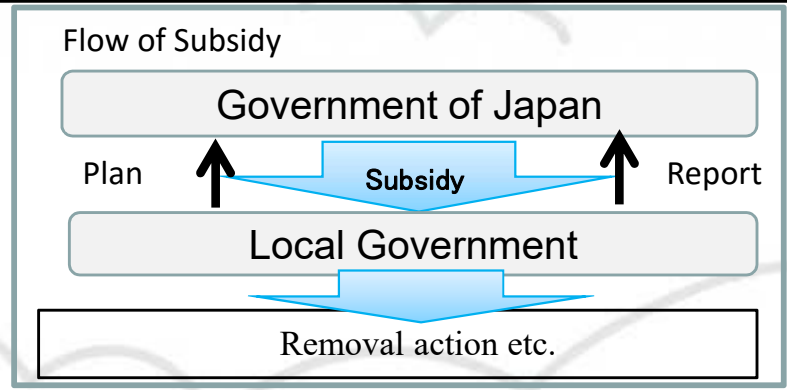 Flow of Subsidy
Government of Japan
Plan
Subsidy
Report
Local Government
Removal action etc.